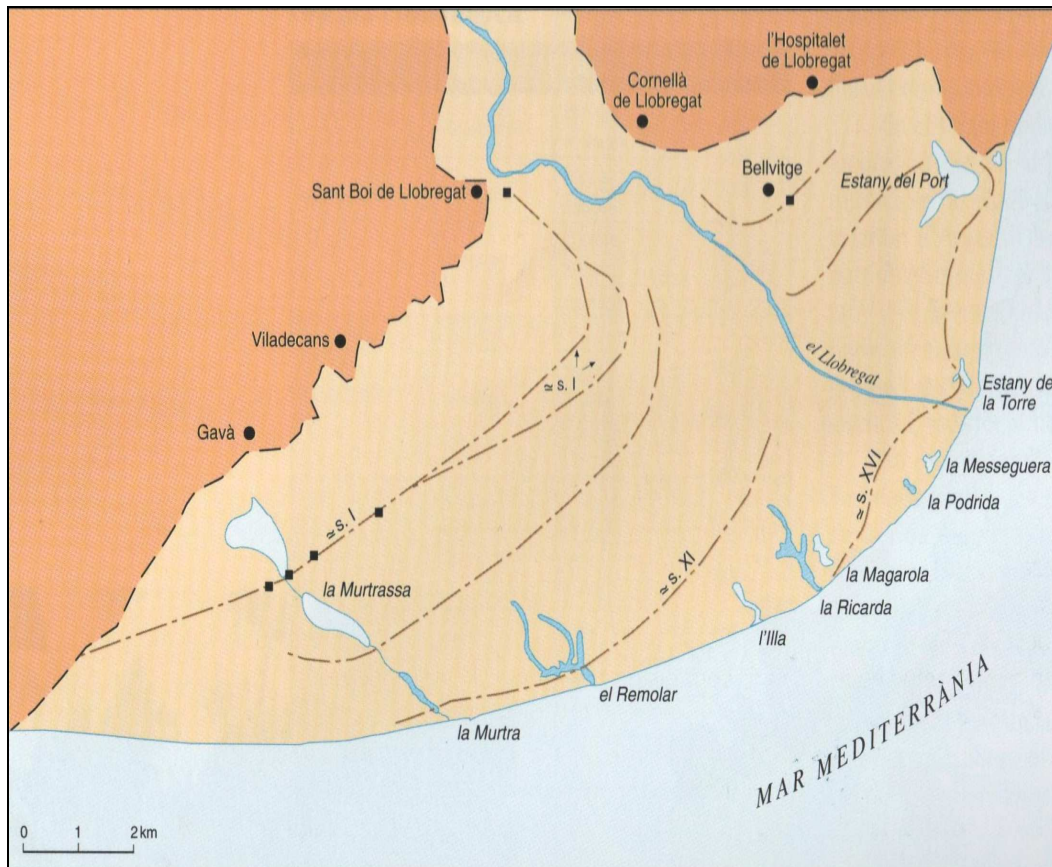 l'Hospitalet
de Llobregat
Cornellà
de Llobregat
Bellvitge
Estany del Port
Sant Boi de Llobregat
Viladecans
el Llobregat
≃ s. I
Estany de
la Torre
Gavà
la Messeguera
≃ s. XVI
la Podrida
≃ s. I
≃ s. XI
la Magarola
la Murtrassa
la Ricarda
l'Illa
el Remolar
la Murtra
MAR MEDITERRÀNIA
0 1 2 km